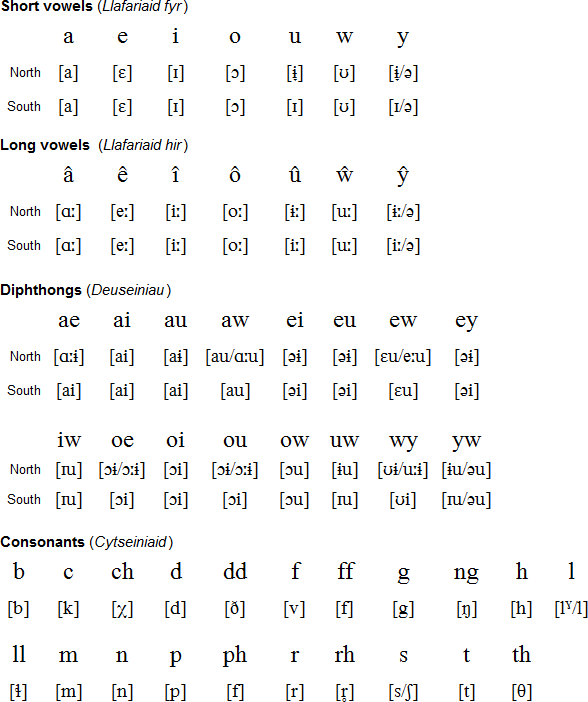 Short vowels (Llafariaid fyr)
a e i o u w y
North [a] [ɛ] [ɪ] [ɔ] [ɨ̞] [ʊ] [ɨ̞/ə]
South [a] [ɛ] [ɪ] [ɔ] [ɪ] [ʊ] [ɪ/ə]
Long vowels (Llafariaid hir)
â ê î ô û ŵ ŷ
North [ɑː] [eː] [iː] [oː] [ɨː] [uː] [ɨː/ə]
South [ɑː] [eː] [iː] [oː] [iː] [uː] [iː/ə]
Diphthongs (Deuseiniau)
ae ai au aw ei eu ew ey
North [ɑːɨ] [ai] [aɨ] [au/ɑːu] [əɨ] [əɨ] [ɛu/eːu] [əɨ]
South [ai] [ai] [ai] [au] [əi] [əi] [ɛu] [əi]
iw oe oi ou ow uw wy yw
North [ɪu] [ɔɨ/ɔːɨ] [ɔi] [ɔɨ/ɔːɨ] [ɔu] [ɨu] [ʊɨ/uːɨ] [ɨu/əu]
South [ɪu] [ɔi] [ɔi] [ɔi] [ɔu] [ɪu] [ʊi] [ɪu/əu]
Consonants (Cytseiniaid)
b c ch d dd f ff g ng h l
[b] [k] [χ] [d] [ð] [v] [f] [g] [ŋ] [h] [lˠ/l]
ll m n p ph r rh s t th
[ɬ] [m] [n] [p] [f] [r] [r̥] [s/ʃ] [t] [θ]